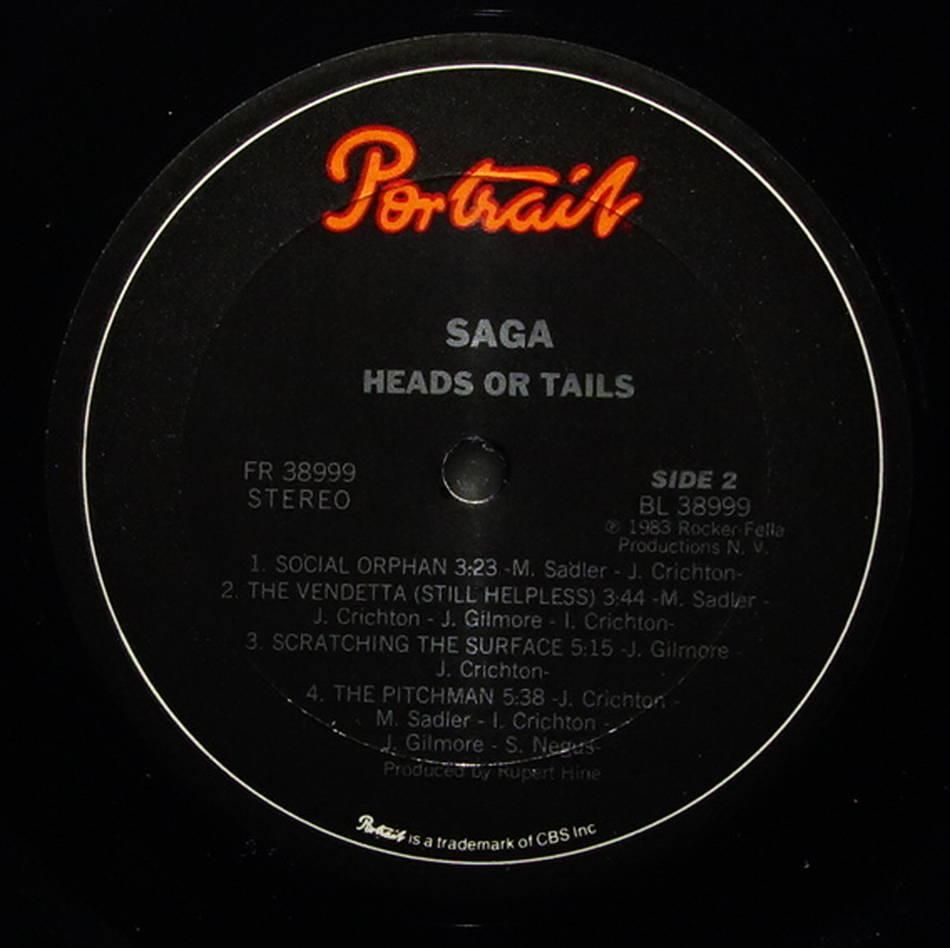 Portrait
SAGA
HEADS OR TAILS
FR 38999
STEREO
SIDE 2
BL 38999
℗ 1983 Rocker-Fella
Productions N. V.
1. SOCIAL ORPHAN 3:23 -M. Sadler - J. Crichton-
2. THE VENDETTA (STILL HELPLESS) 3:44 -M. Sadler -
J. Crichton - J. Gilmore - I. Crichton-
3. SCRATCHING THE SURFACE 5:15 -J. Gilmore -
J. Crichton-
4. THE PITCHMAN 5:38 -J. Crichton -
M. Sadler - I. Crichton -
J. Gilmore - S. Negus-
Produced by Rupert Hine
Portrait is a trademark of CBS Inc